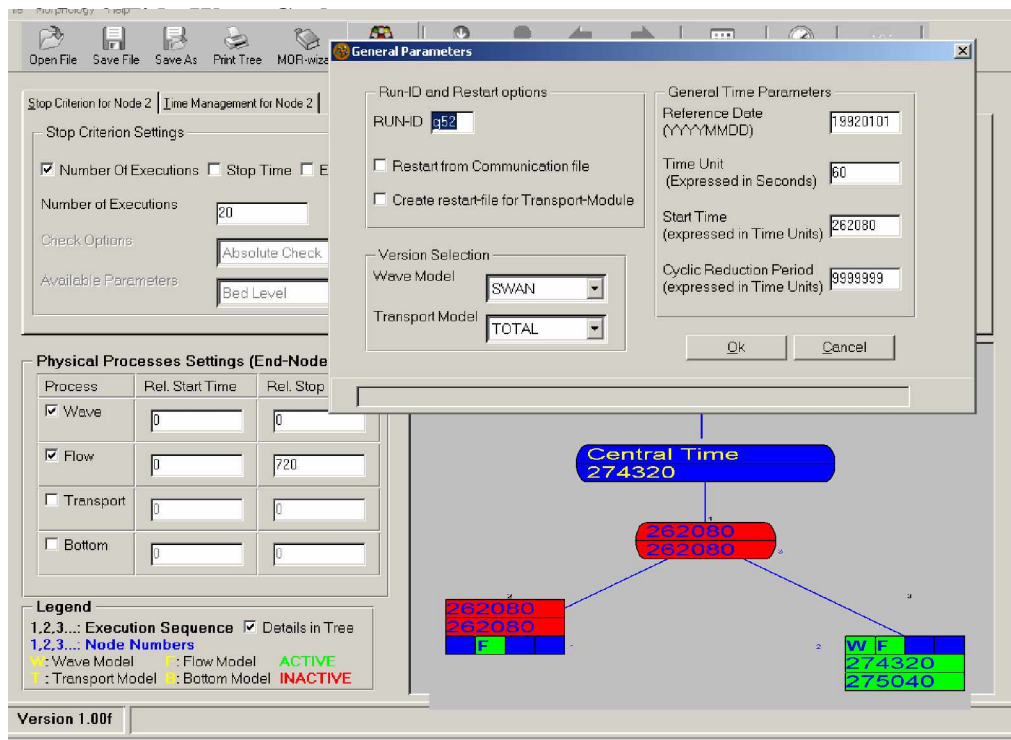 Morphology Help
Open File Save File Save As Print Tree MOR-wiza
General Parameters
Stop Criterion for Node 2 Time Management for Node 2
Stop Criterion Settings
Number Of Executions Stop Time E
Number of Executions 20
Check Options Absolute Check
Available Parameters Bed Level
Run-ID and Restart options
RUN-ID g52
Restart from Communication file
Create restart-file for Transport-Module
Version Selection
Wave Model SWAN
Transport Model TOTAL
General Time Parameters
Reference Date
(YYYYMMDD) 19920101
Time Unit
(Expressed in Seconds) 60
Start Time
(expressed in Time Units) 262080
Cyclic Reduction Period
(expressed in Time Units) 9999999
Ok Cancel
Physical Processes Settings (End-Node
Process Rel. Start Time Rel. Stop
Wave 0 0
Flow 0 720
Transport 0 0
Bottom 0 0
Central Time
274320
1
262080
262080
3
2
262080
262080
F
1
3
2
W F
274320
275040
Legend
1,2,3...: Execution Sequence Details in Tree
1,2,3...: Node Numbers
W : Wave Model F : Flow Model ACTIVE
T : Transport Model B : Bottom Model INACTIVE
Version 1.00f